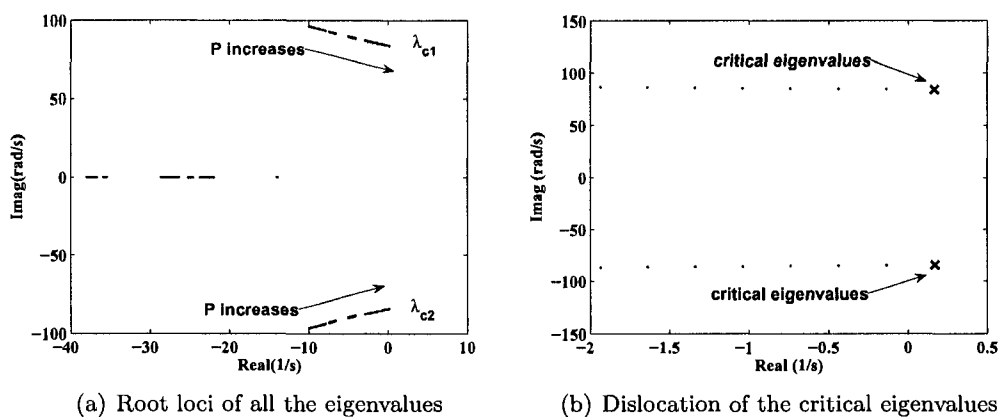 100
50
0
−50
−100
Imag(rad/s)
P increases
λc1
P increases
λc2
−40
−30
−20
−10
0
10
Real(1/s)
(a) Root loci of all the eigenvalues
150
100
50
0
−50
−100
−150
Imag (rad/s)
critical eigenvalues
critical eigenvalues
−2
−1.5
−1
−0.5
0
0.5
Real (1/s)
(b) Dislocation of the critical eigenvalues